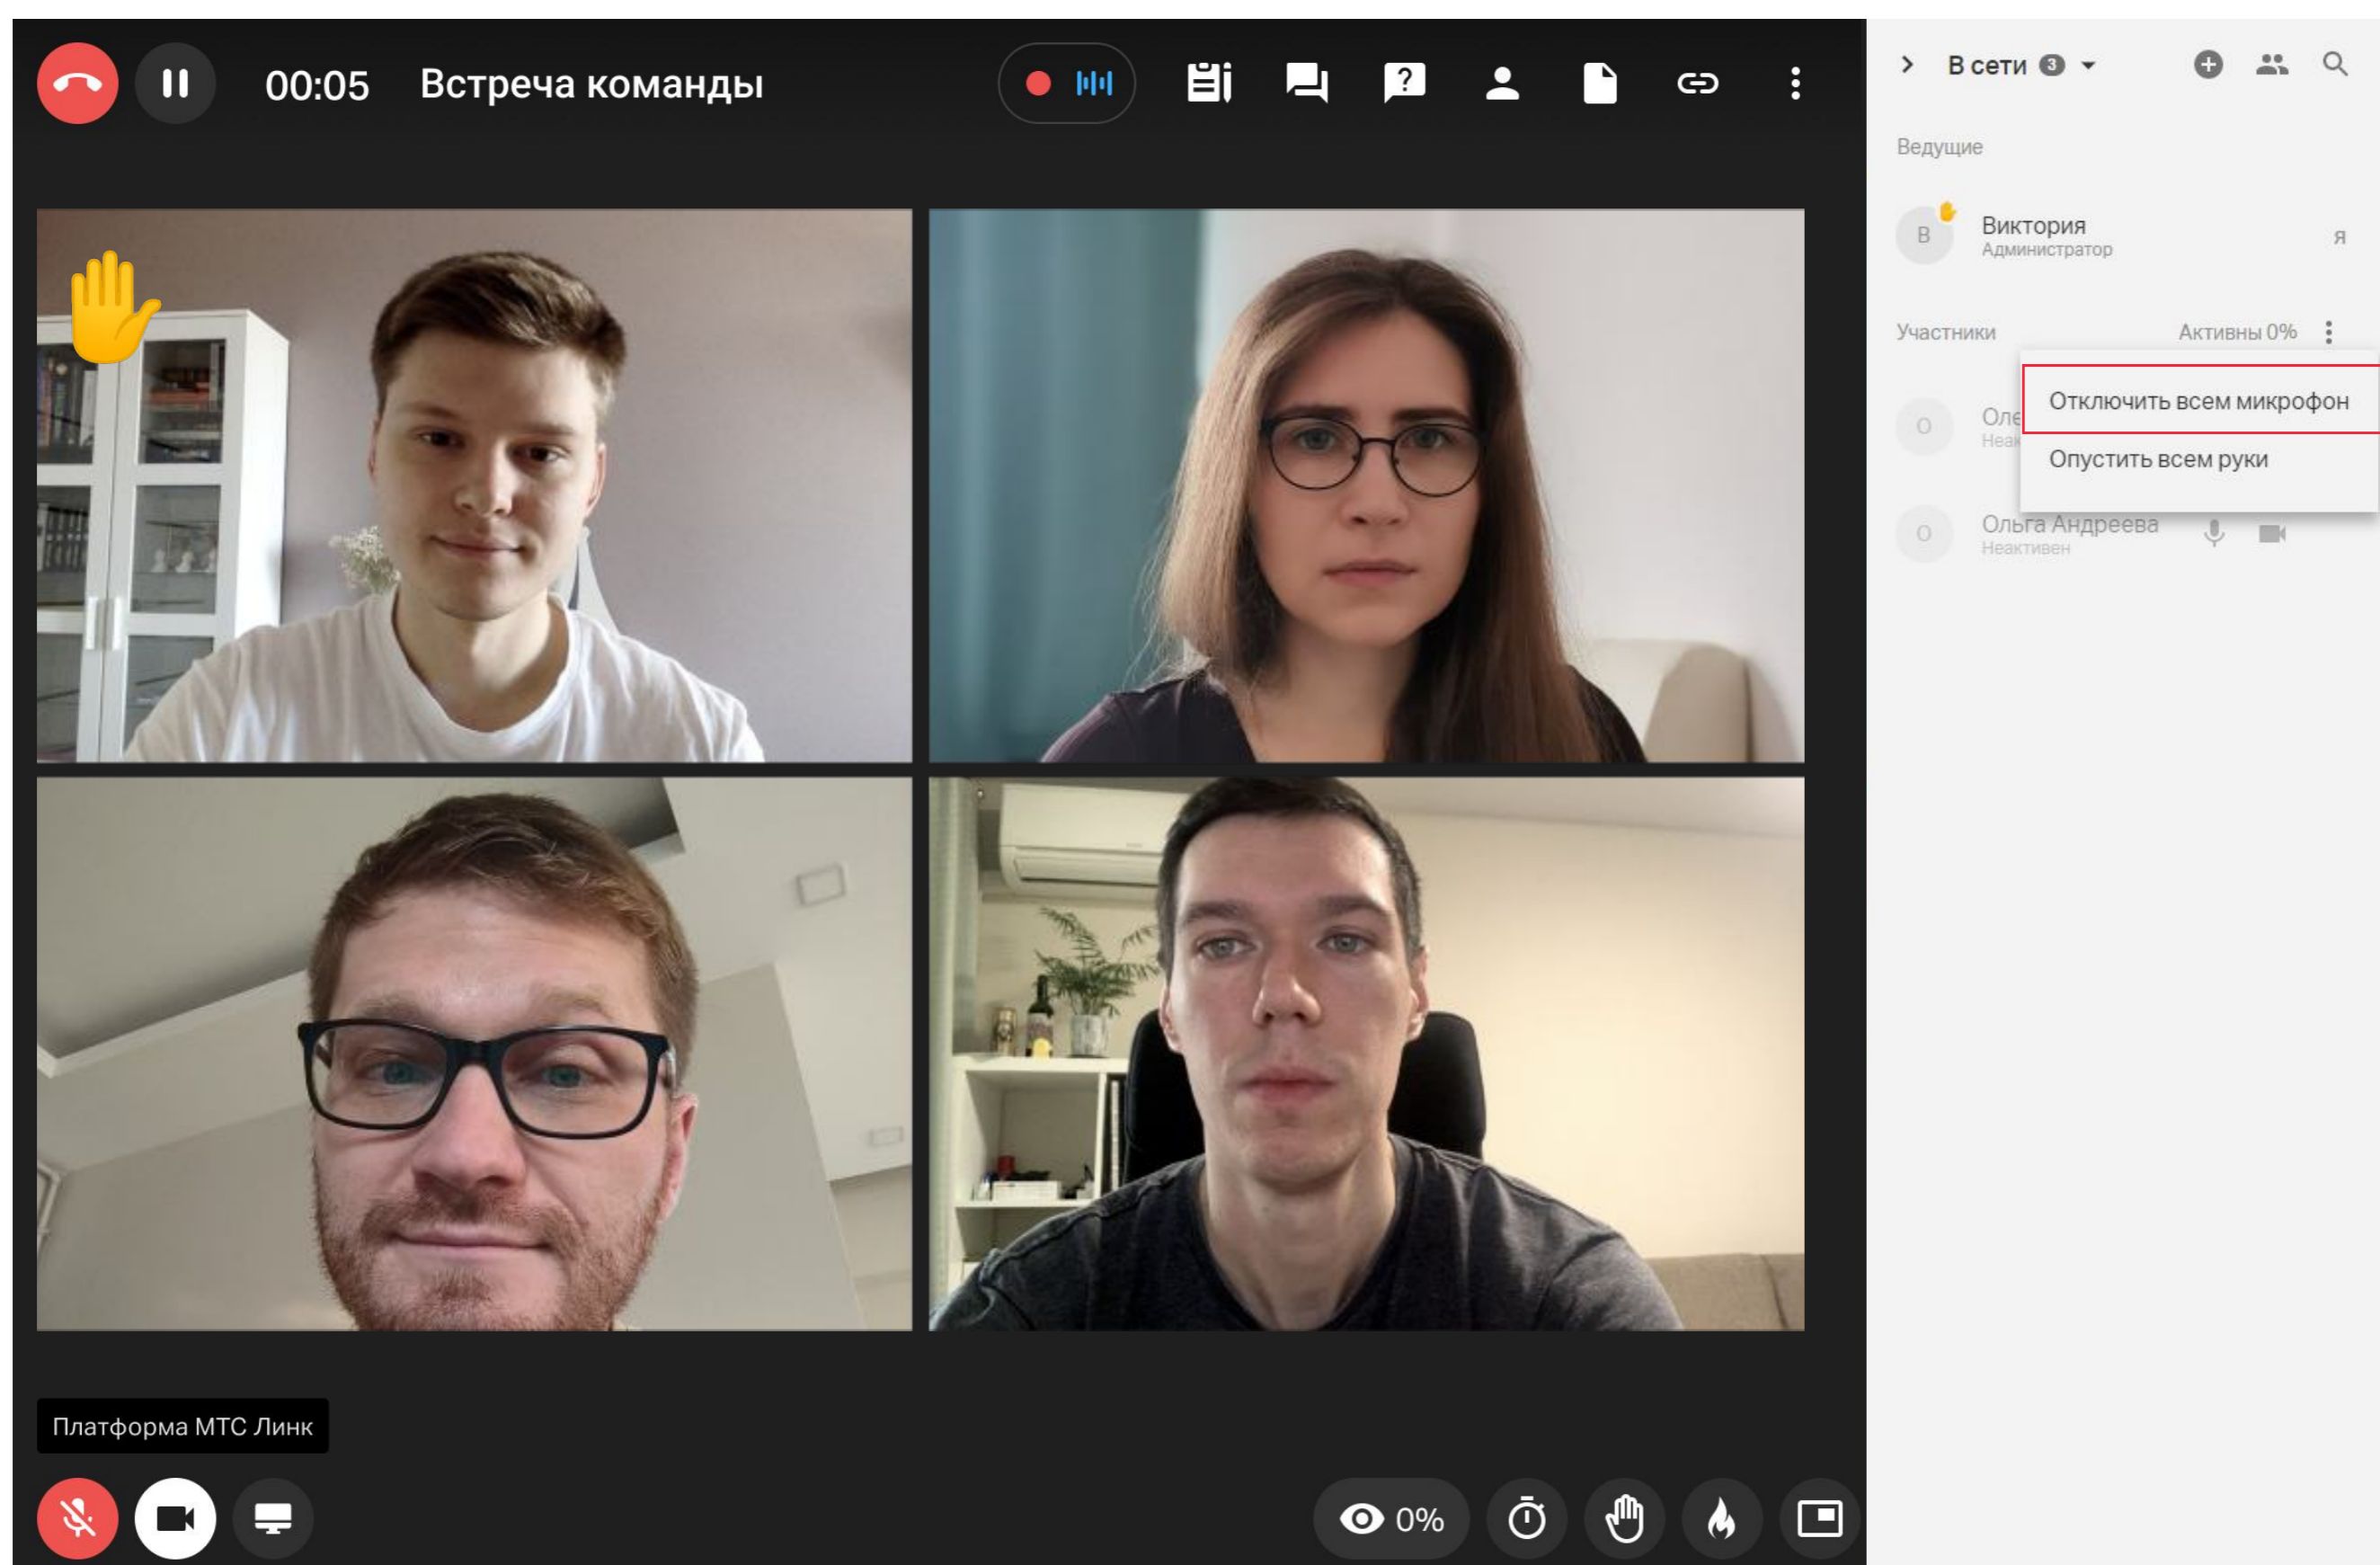 00:05 Встреча команды
?
В сети 3
Ведущие
В
Виктория
Администратор
я
Участники
Активны 0%
Отключить всем микрофон
Опустить всем руки
О
О
Ольга Андреева
Неактивен
Платформа МТС Линк
0%